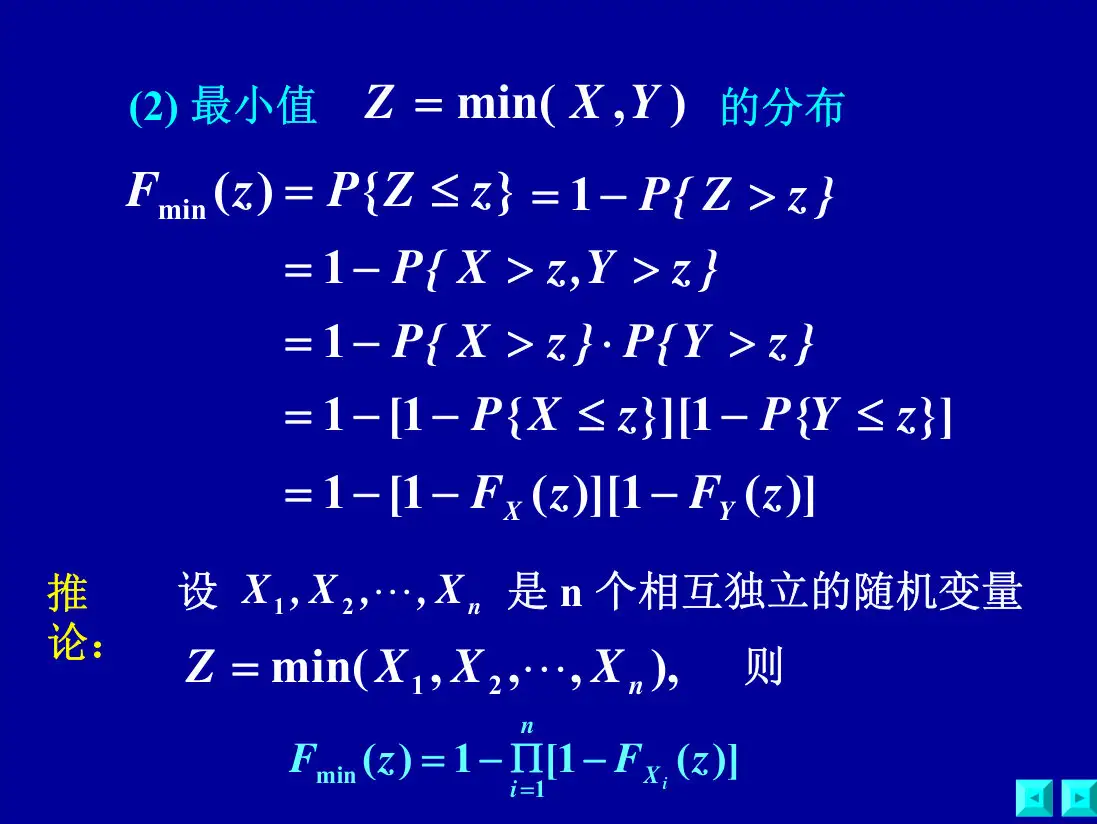 (2) 最小值 Z = min( X ,Y ) 的分布
F_min (z) = P{Z ≤ z} = 1 − P{ Z > z }
= 1 − P{ X > z, Y > z }
= 1 − P{ X > z } · P{Y > z }
= 1 − [1 − P{X ≤ z}][1 − P{Y ≤ z}]
= 1 − [1 − F_X (z)][1 − F_Y (z)]
推论： 设 X_1 , X_2 , ⋯ , X_n 是 n 个相互独立的随机变量
Z = min( X_1 , X_2 , ⋯ , X_n ), 则
F_min (z) = 1 − ∏_{i=1}^{n} [1 − F_{X_i} (z)]